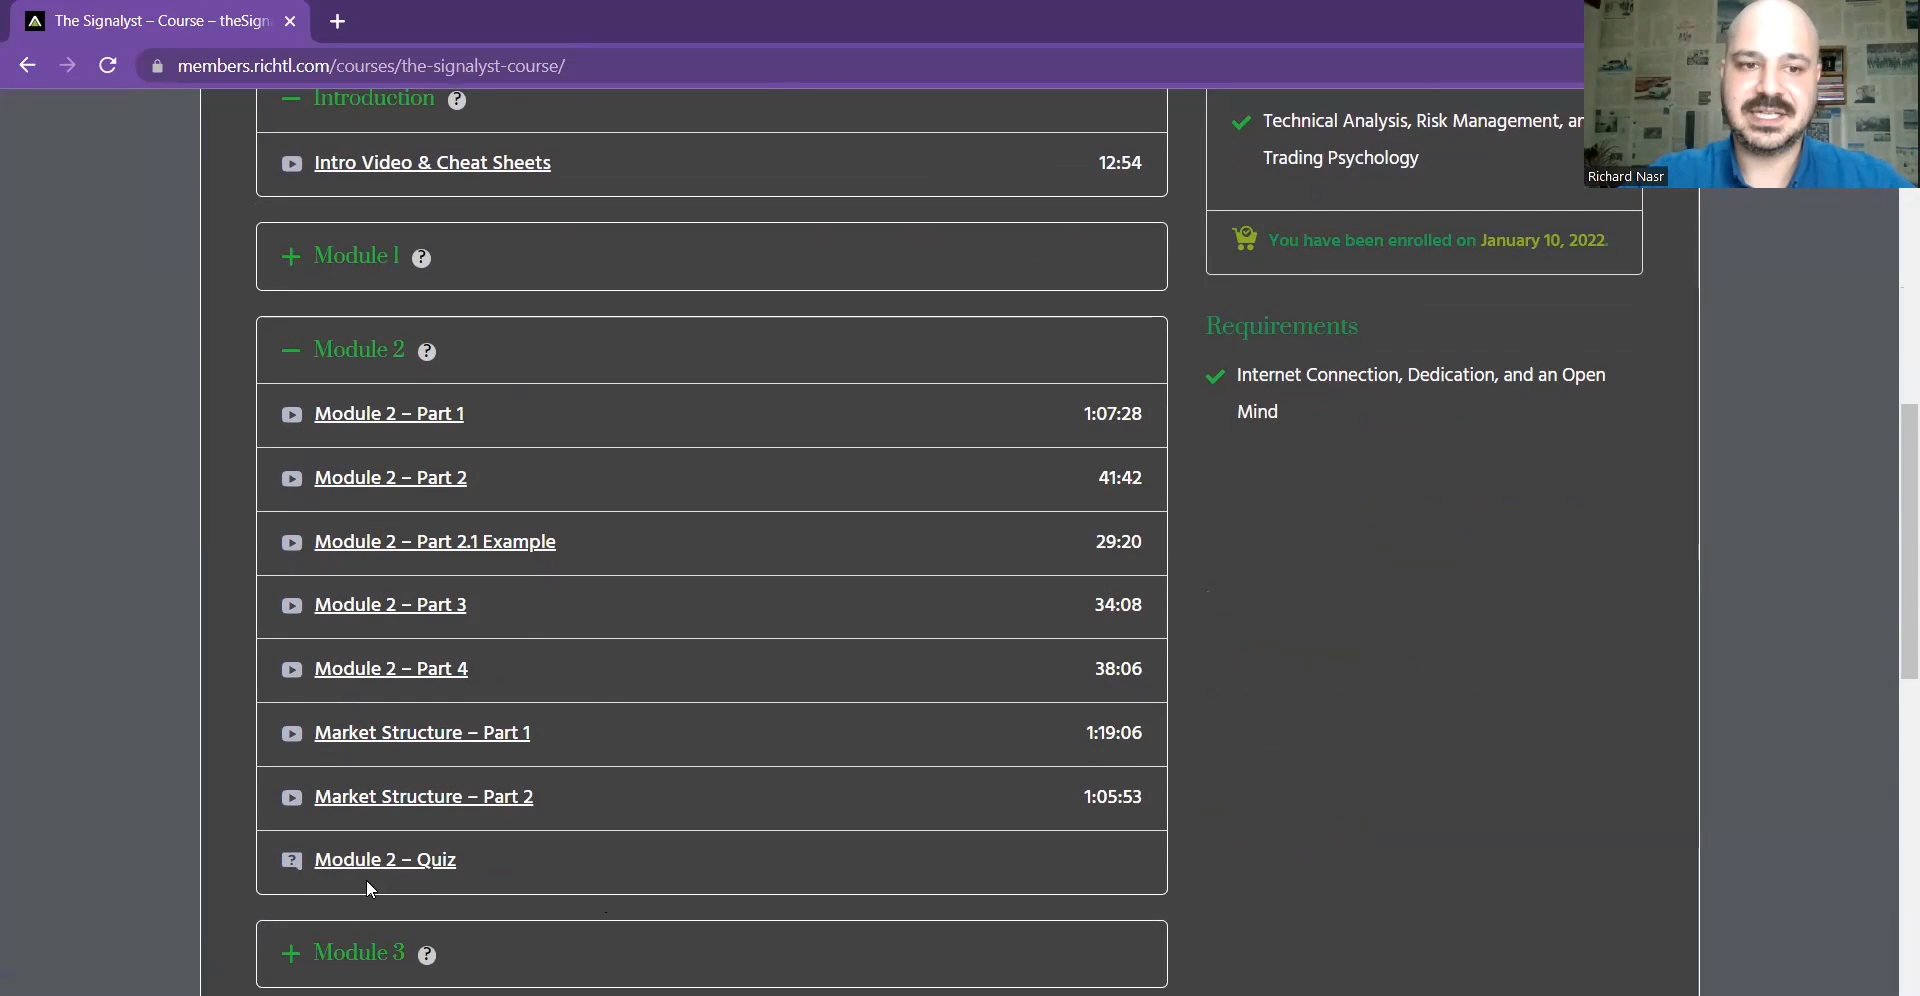 The Signalyst – Course – theSign
members.richtl.com/courses/the-signalyst-course/
Richard Nasr
Introduction
Intro Video & Cheat Sheets 12:54
Module 1
Module 2
Module 2 – Part 1 1:07:28
Module 2 – Part 2 41:42
Module 2 – Part 2.1 Example 29:20
Module 2 – Part 3 34:08
Module 2 – Part 4 38:06
Market Structure – Part 1 1:19:06
Market Structure – Part 2 1:05:53
Module 2 – Quiz
Module 3
Technical Analysis, Risk Management, an
Trading Psychology
You have been enrolled on January 10, 2022.
Requirements
Internet Connection, Dedication, and an Open
Mind